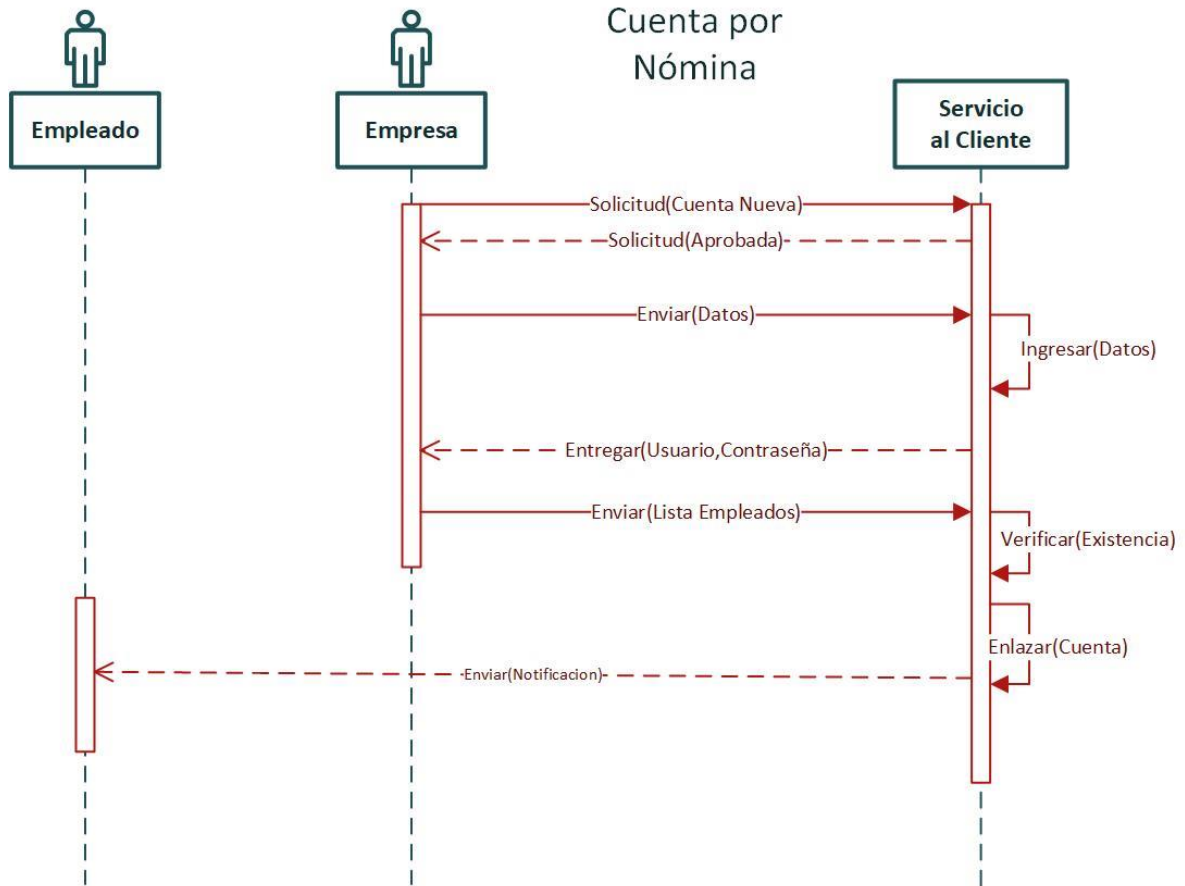 Cuenta por
Nómina
Empleado
Empresa
Servicio
al Cliente
Solicitud(Cuenta Nueva)
Solicitud(Aprobada)
Enviar(Datos)
Ingresar(Datos)
Entregar(Usuario,Contraseña)
Enviar(Lista Empleados)
Verificar(Existencia)
Enlazar(Cuenta)
Enviar(Notificacion)